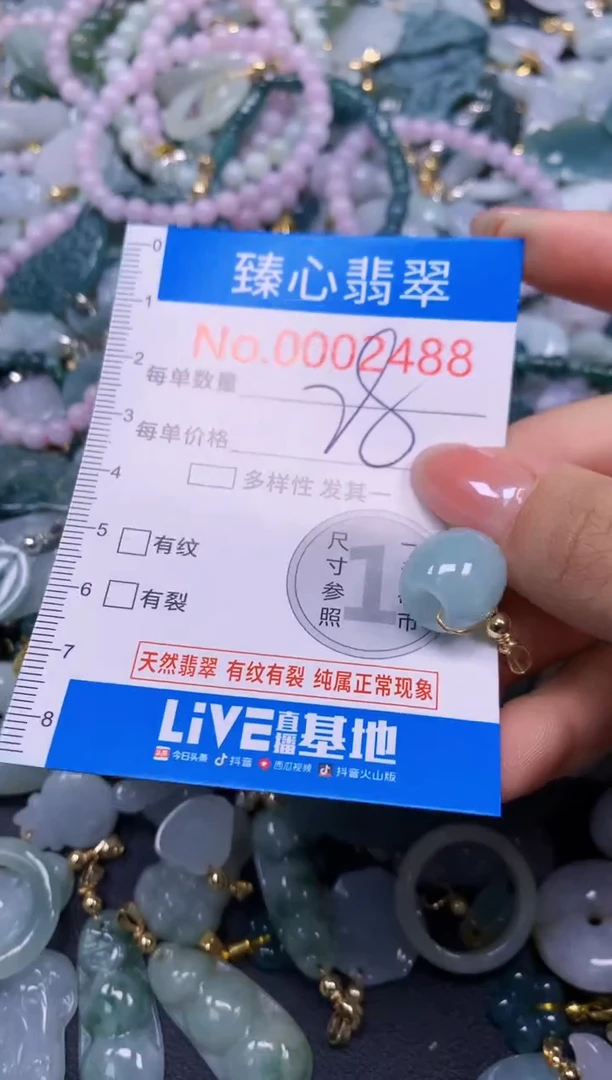 臻心翡翠
No.0002488
每单数量
28
每单价格
多样性 发其一
有纹
有裂
尺寸参照
1
币
天然翡翠 有纹有裂 纯属正常现象
LiVE直播基地
今日头条 抖音 西瓜视频 抖音火山版
0
1
2
3
4
5
6
7
8